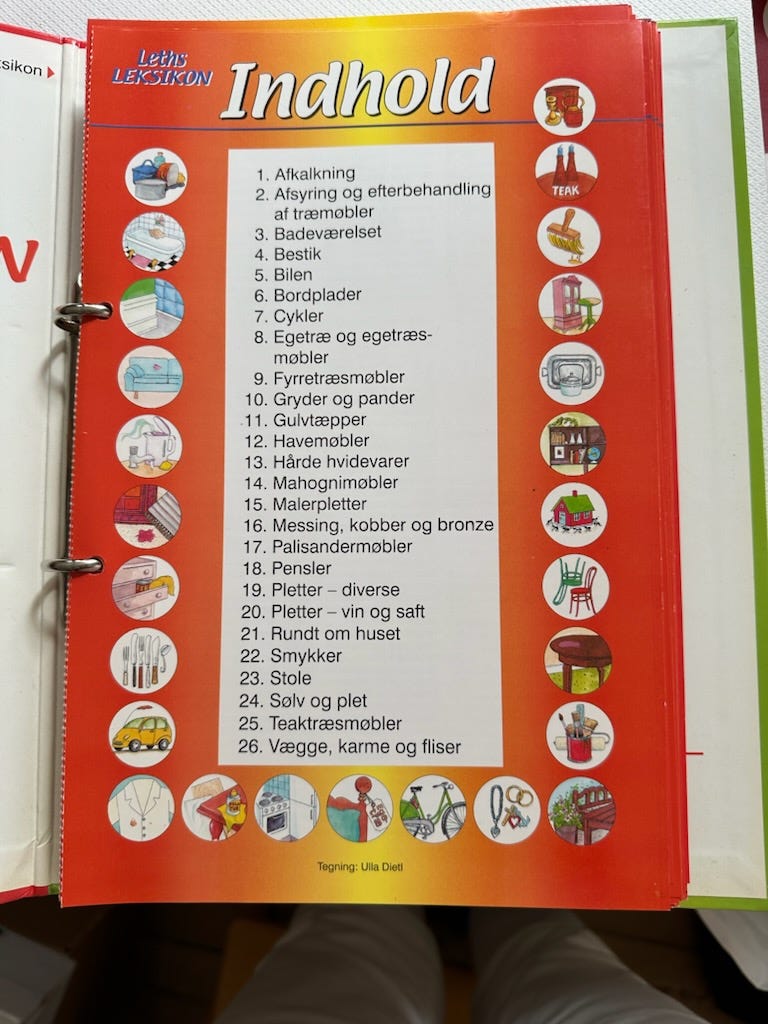 sikon
Leths
LEKSIKON
Indhold
TEAK
1. Afkalkning
2. Afsyring og efterbehandling
af træmøbler
3. Badeværelset
4. Bestik
5. Bilen
6. Bordplader
7. Cykler
8. Egetræ og egetræs-
møbler
9. Fyrretræsmøbler
10. Gryder og pander
11. Gulvtæpper
12. Havemøbler
13. Hårde hvidevarer
14. Mahognimøbler
15. Malerpletter
16. Messing, kobber og bronze
17. Palisandermøbler
18. Pensler
19. Pletter – diverse
20. Pletter – vin og saft
21. Rundt om huset
22. Smykker
23. Stole
24. Sølv og plet
25. Teaktræsmøbler
26. Vægge, karme og fliser
Tegning: Ulla Dietl